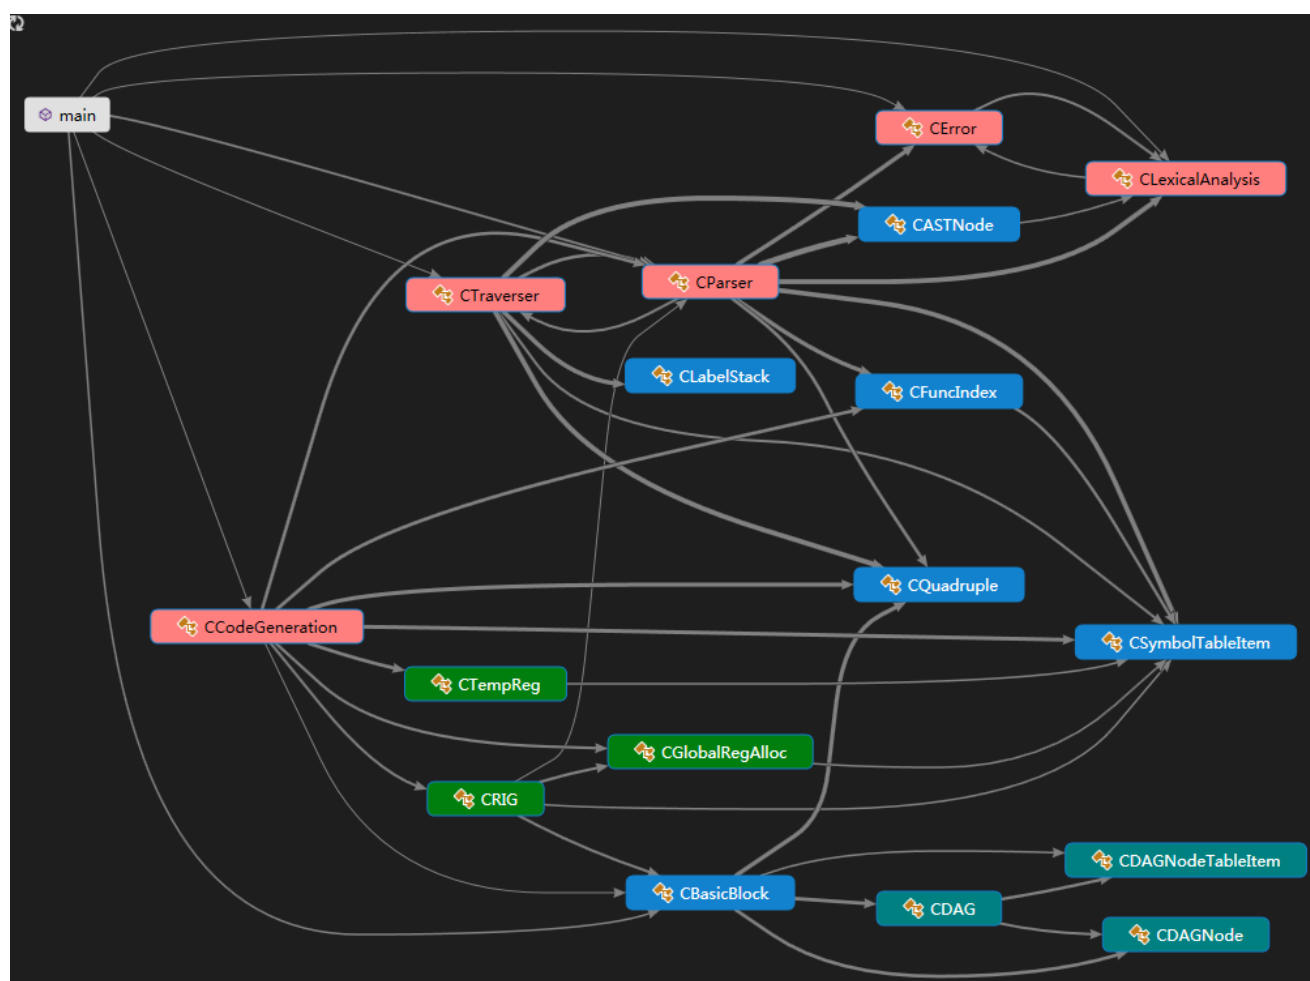 main
CError
CLexicalAnalysis
CASTNode
CParser
CTraverser
CLabelStack
CFuncIndex
CQuadruple
CCodeGeneration
CSymbolTableItem
CTempReg
CGlobalRegAlloc
CRIG
CDAGNodeTableItem
CBasicBlock
CDAG
CDAGNode